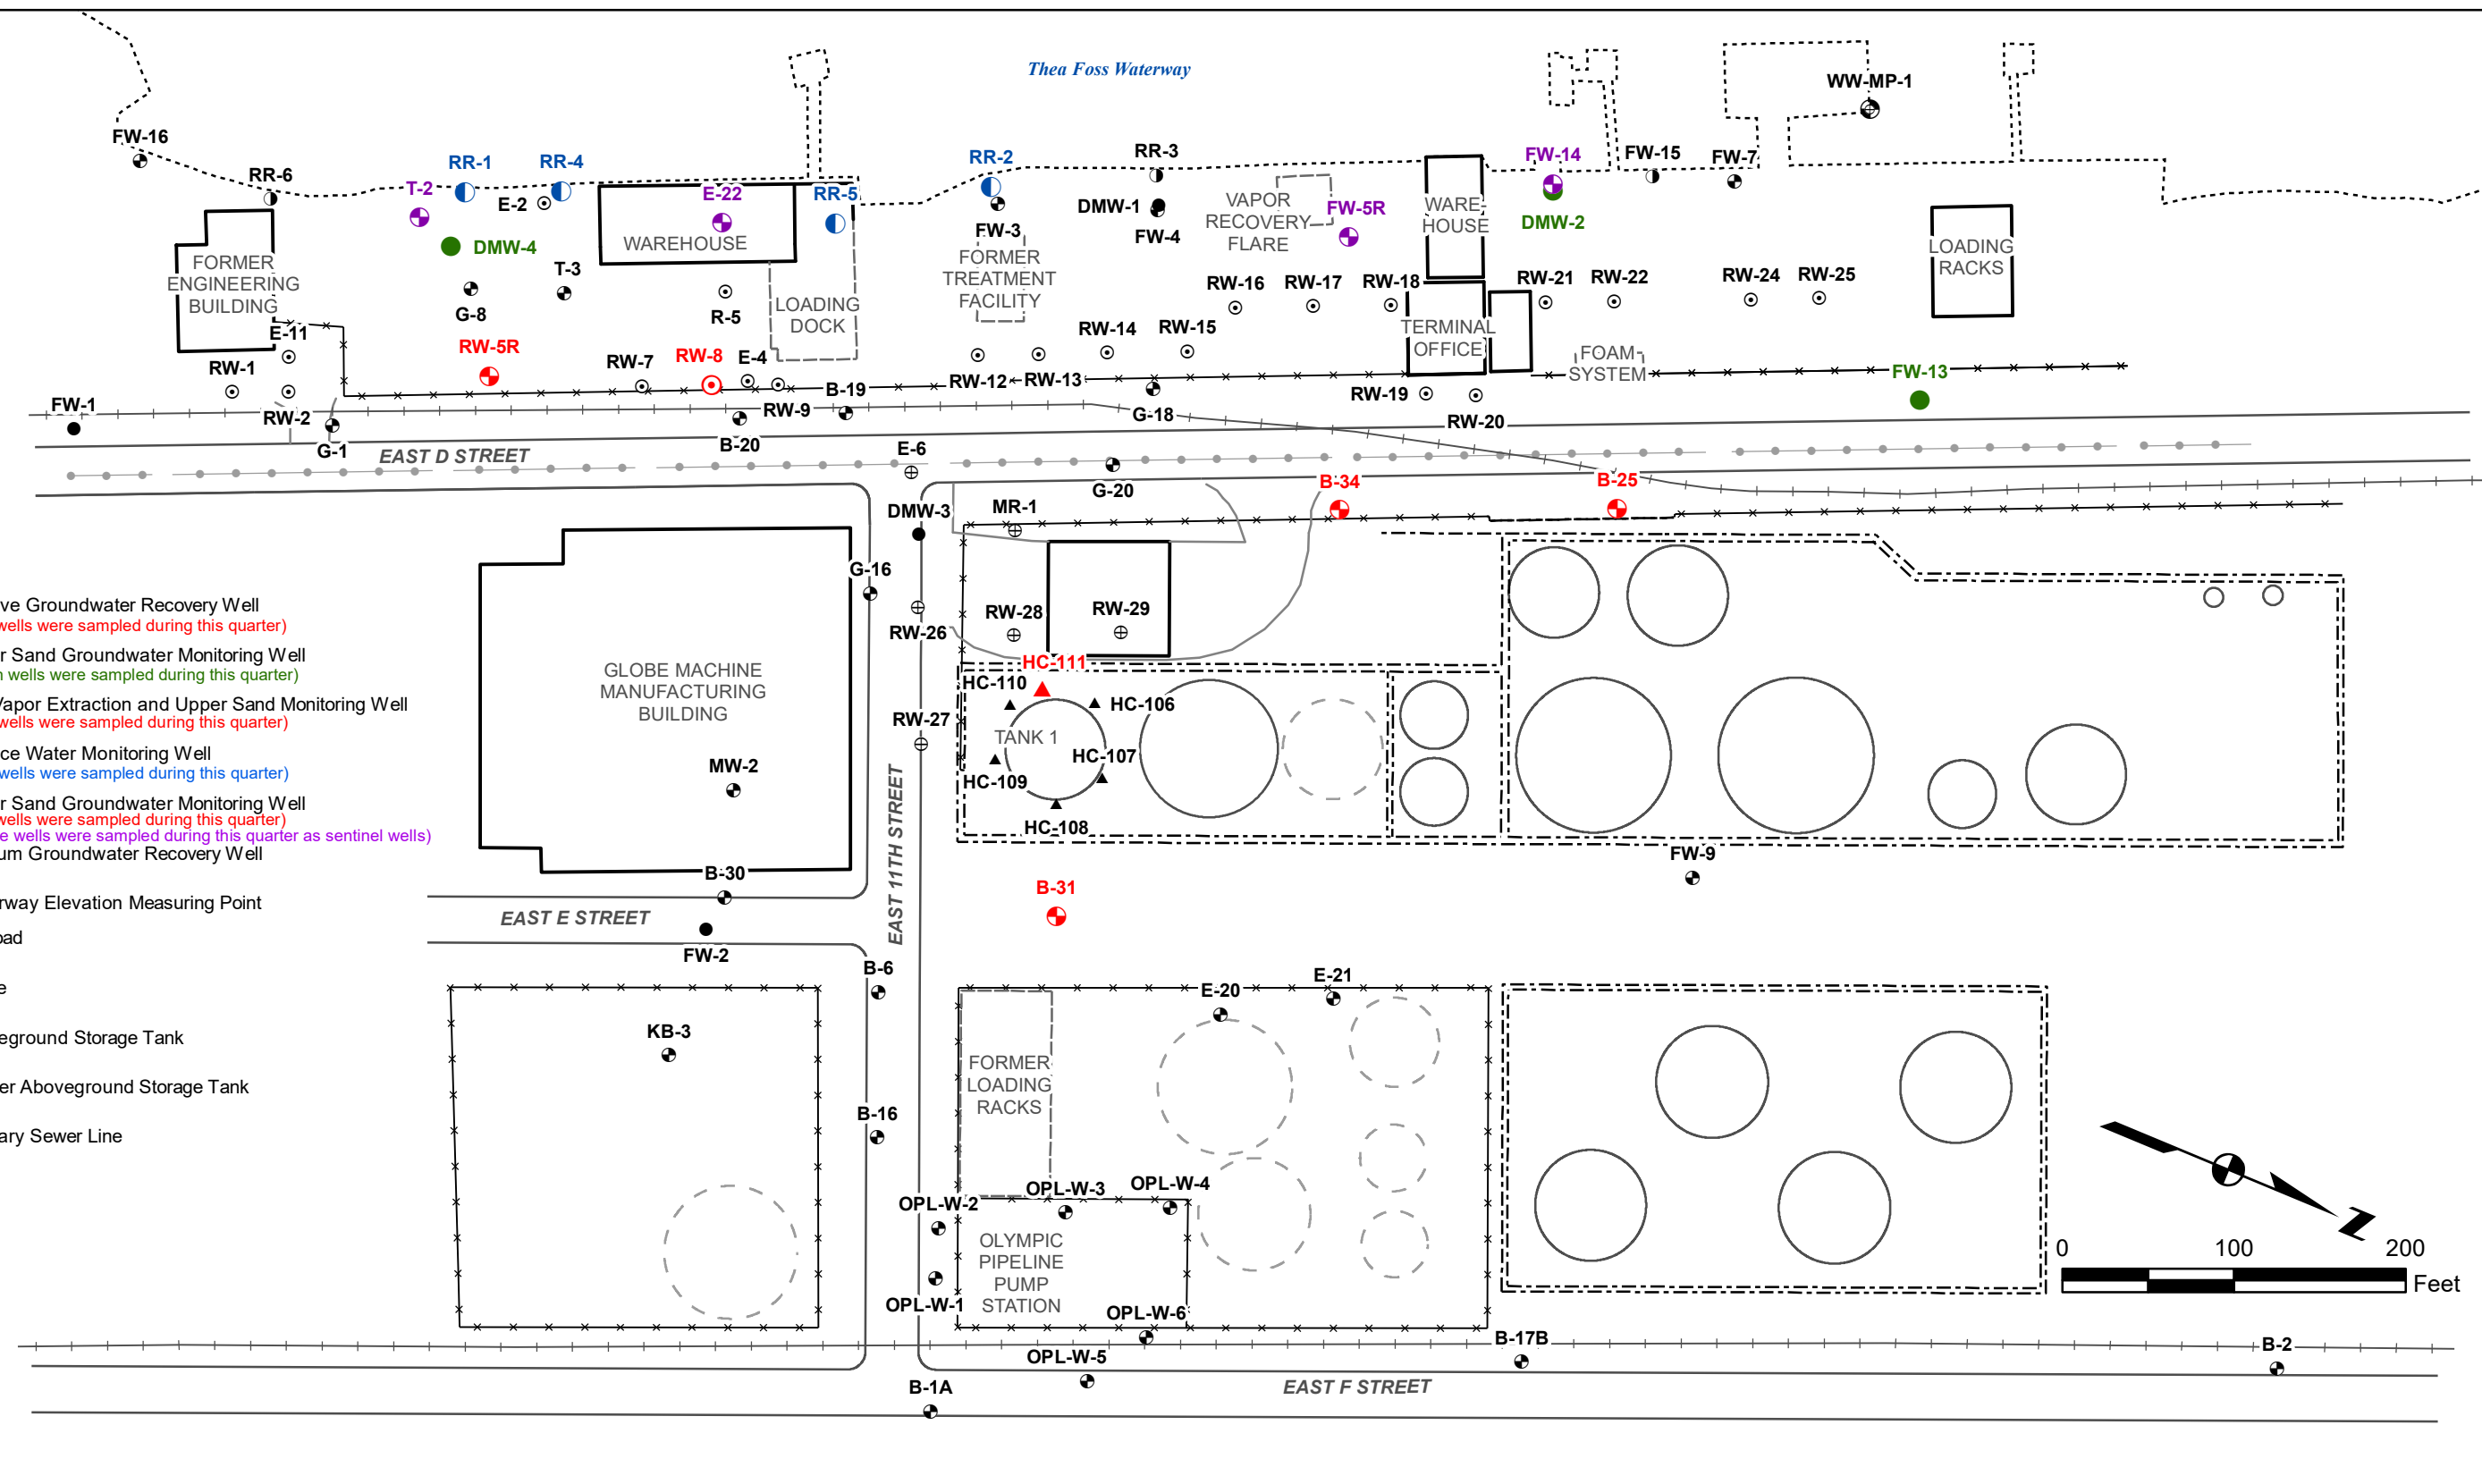 Thea Foss Waterway
WW-MP-1
FW-16
RR-6
RR-1
RR-4
T-2
E-2
E-22
RR-5
RR-2
RR-3
FW-14
FW-15
FW-7
DMW-4
WAREHOUSE
DMW-1
FW-3
FW-4
VAPOR
RECOVERY
FLARE
FW-5R
WARE-
HOUSE
DMW-2
FORMER
ENGINEERING
BUILDING
T-3
G-8
R-5
LOADING
DOCK
FORMER
TREATMENT
FACILITY
RW-16
RW-17
RW-18
RW-21
RW-22
RW-24
RW-25
LOADING
RACKS
E-11
RW-1
RW-5R
RW-7
RW-8
E-4
RW-14
RW-15
TERMINAL
OFFICE
FOAM
SYSTEM
FW-13
FW-1
RW-2
G-1
B-20
RW-9
B-19
RW-12
RW-13
G-18
RW-19
RW-20
EAST D STREET
E-6
G-20
B-34
B-25
DMW-3
MR-1
G-16
RW-26
RW-28
RW-29
HC-111
HC-110
HC-106
RW-27
TANK 1
HC-107
HC-109
HC-108
GLOBE MACHINE
MANUFACTURING
BUILDING
MW-2
EAST 11TH STREET
B-30
EAST E STREET
FW-2
B-31
FW-9
B-6
KB-3
B-16
E-20
E-21
FORMER
LOADING
RACKS
OPL-W-2
OPL-W-3
OPL-W-4
OLYMPIC
PIPELINE
PUMP
STATION
OPL-W-1
OPL-W-6
OPL-W-5
B-1A
EAST F STREET
B-17B
B-2
ve Groundwater Recovery Well
wells were sampled during this quarter)
r Sand Groundwater Monitoring Well
n wells were sampled during this quarter)
Vapor Extraction and Upper Sand Monitoring Well
wells were sampled during this quarter)
ce Water Monitoring Well
wells were sampled during this quarter)
r Sand Groundwater Monitoring Well
wells were sampled during this quarter)
e wells were sampled during this quarter as sentinel wells)
um Groundwater Recovery Well
rway Elevation Measuring Point
oad
e
eground Storage Tank
er Aboveground Storage Tank
ary Sewer Line
Z
0 100 200
Feet